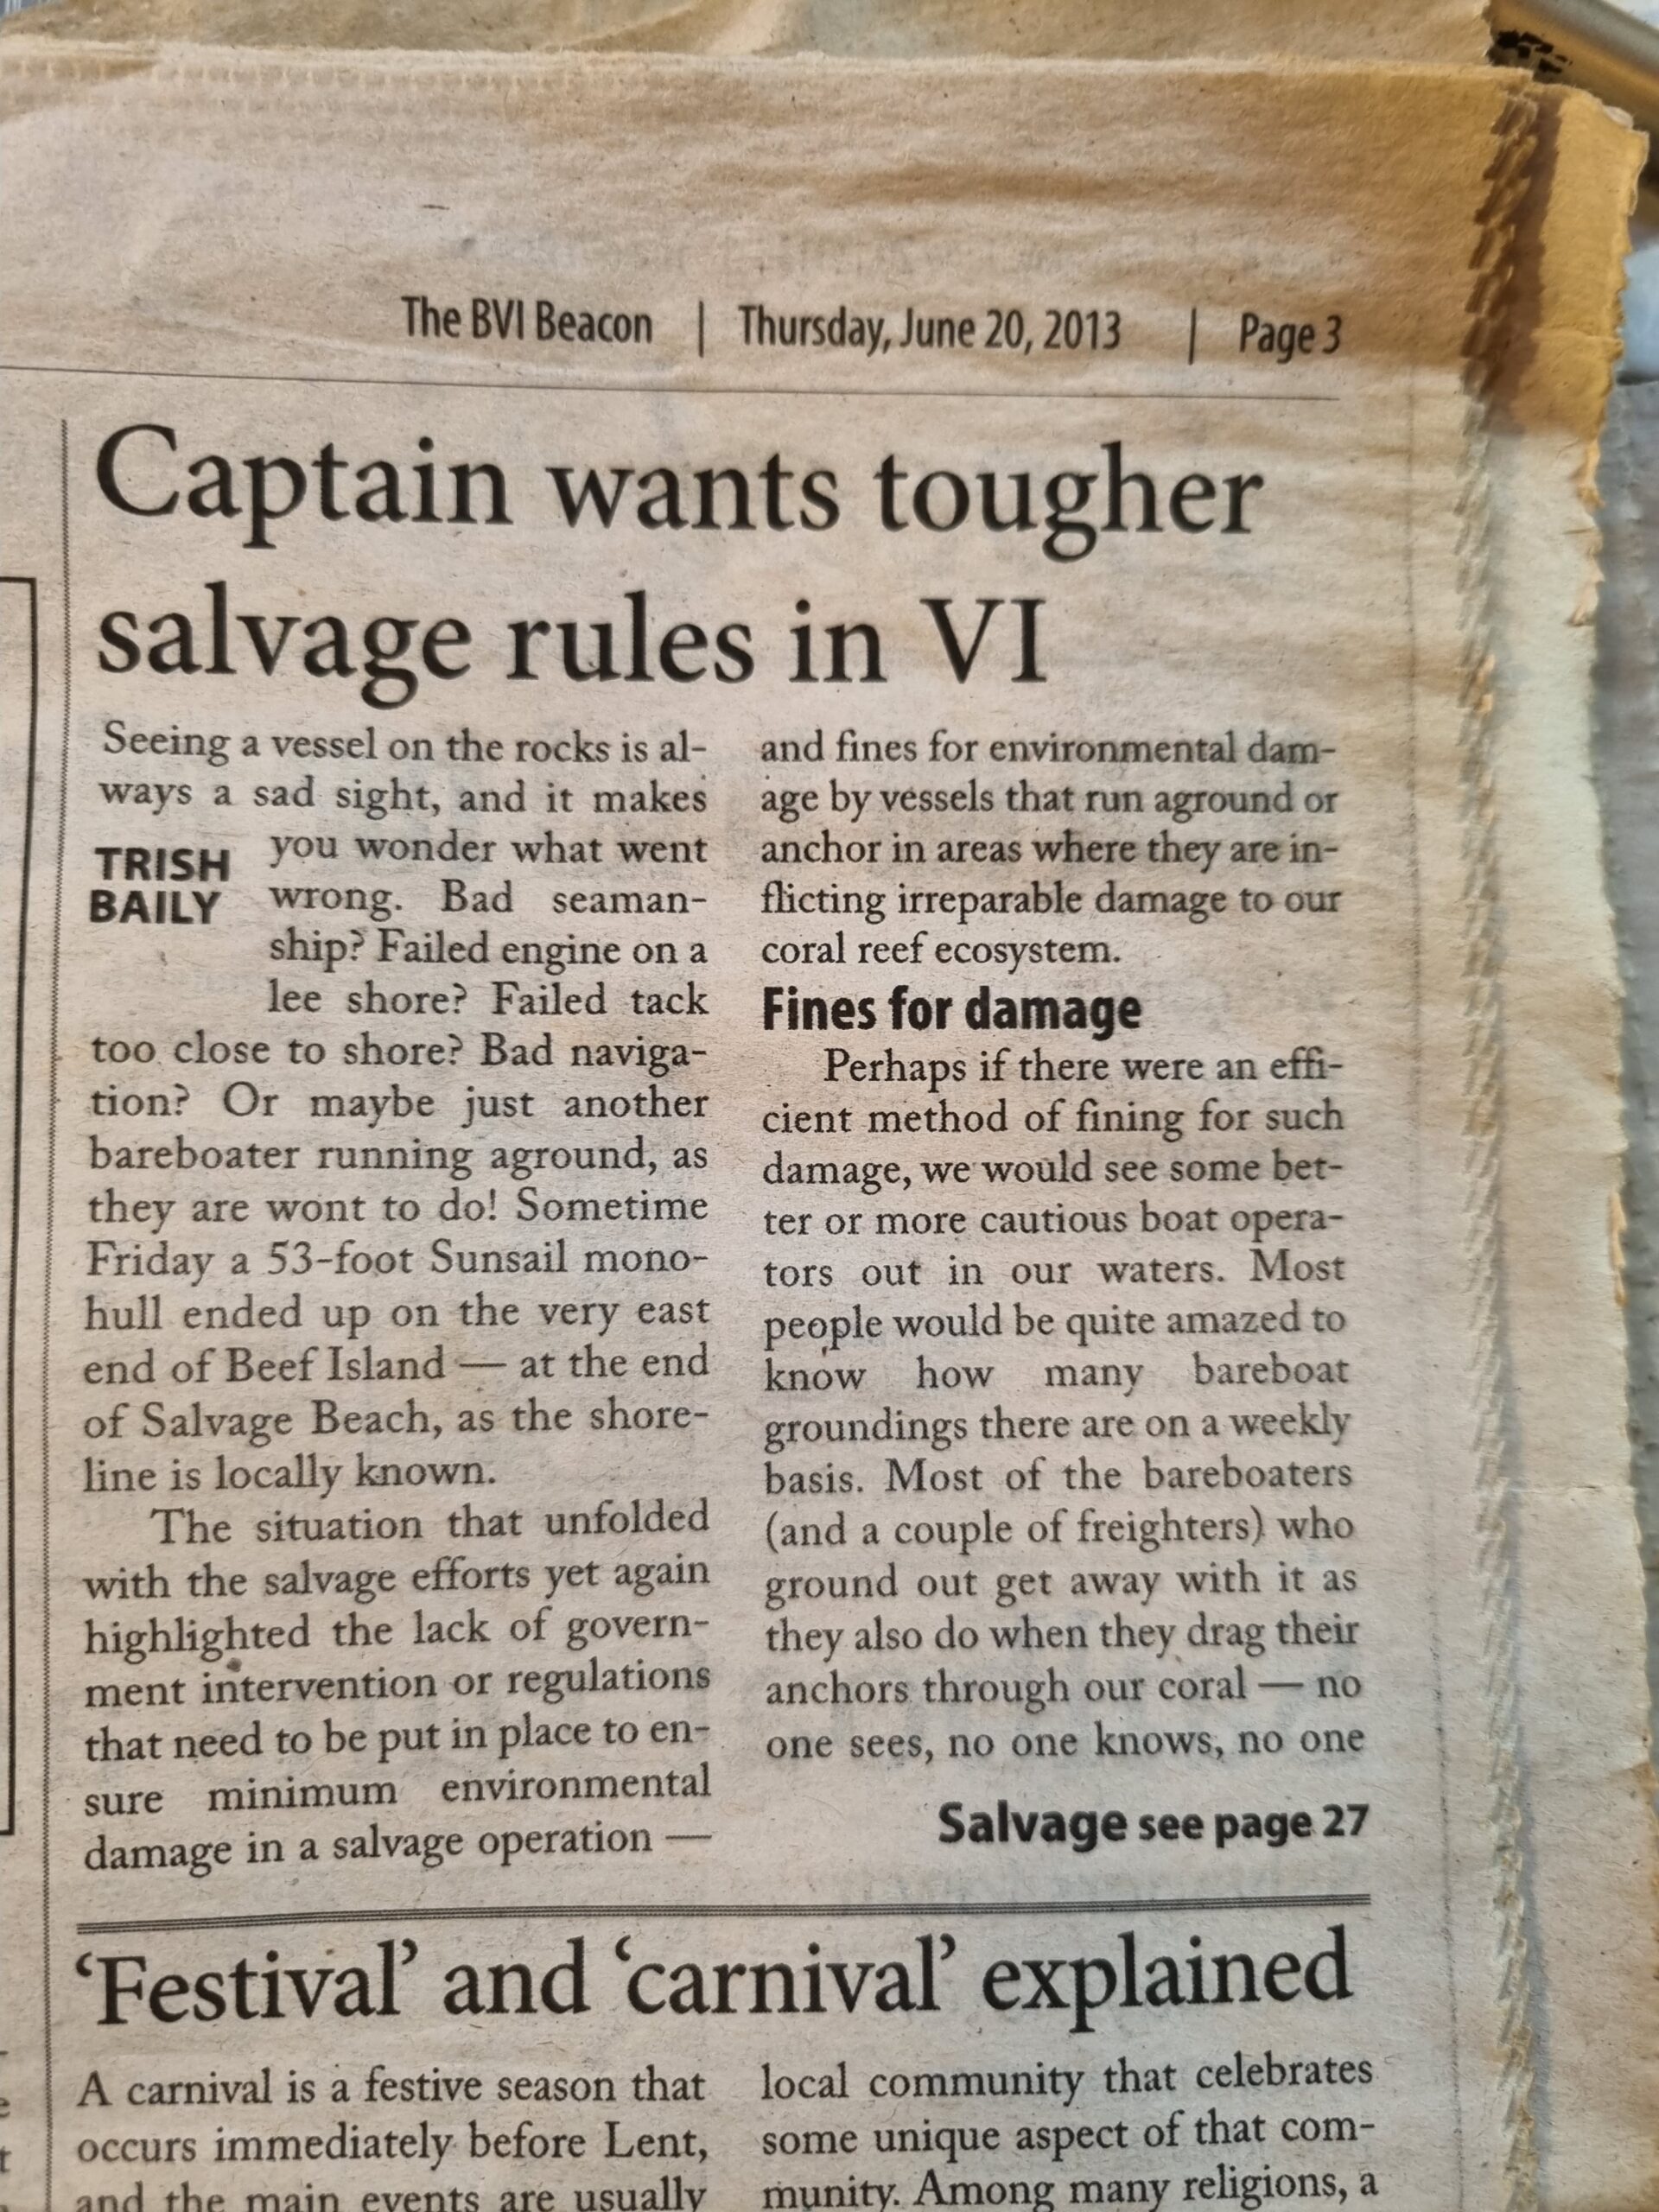 The BVI Beacon | Thursday, June 20, 2013 | Page 3
Captain wants tougher
salvage rules in VI
TRISH
BAILY
Seeing a vessel on the rocks is al-
ways a sad sight, and it makes
you wonder what went
wrong. Bad seaman-
ship? Failed engine on a
lee shore? Failed tack
too close to shore? Bad naviga-
tion? Or maybe just another
bareboater running aground, as
they are wont to do! Sometime
Friday a 53-foot Sunsail mono-
hull ended up on the very east
end of Beef Island — at the end
of Salvage Beach, as the shore-
line is locally known.
The situation that unfolded
with the salvage efforts yet again
highlighted the lack of govern-
ment intervention or regulations
that need to be put in place to en-
sure minimum environmental
damage in a salvage operation —
and fines for environmental dam-
age by vessels that run aground or
anchor in areas where they are in-
flicting irreparable damage to our
coral reef ecosystem.
Fines for damage
Perhaps if there were an effi-
cient method of fining for such
damage, we would see some bet-
ter or more cautious boat opera-
tors out in our waters. Most
people would be quite amazed to
know how many bareboat
groundings there are on a weekly
basis. Most of the bareboaters
(and a couple of freighters) who
ground out get away with it as
they also do when they drag their
anchors through our coral — no
one sees, no one knows, no one
Salvage see page 27
‘Festival’ and ‘carnival’ explained
A carnival is a festive season that
occurs immediately before Lent,
and the main events are usually
local community that celebrates
some unique aspect of that com-
munity. Among many religions, a